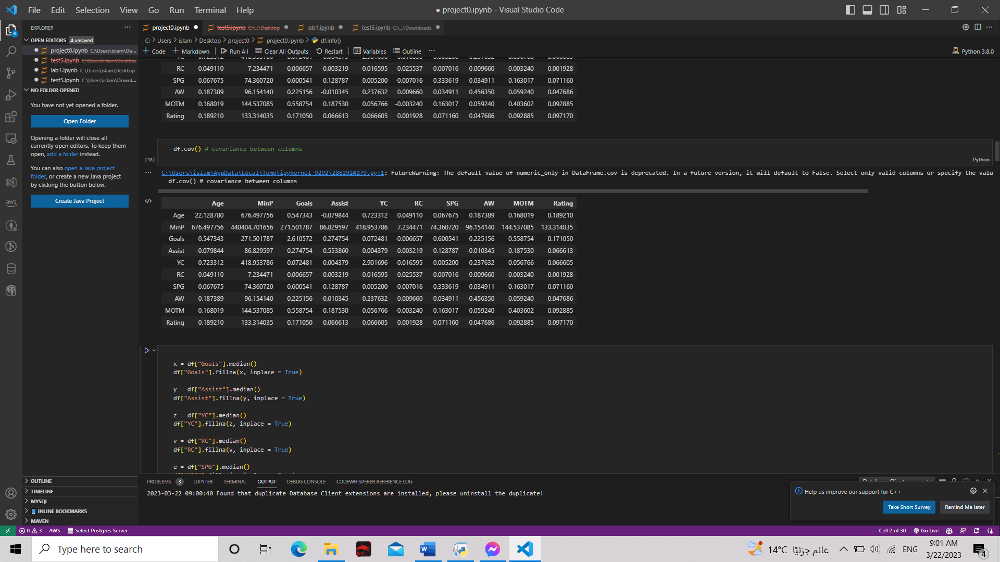 File Edit Selection View Go Run Terminal Help
● project0.ipynb - Visual Studio Code
EXPLORER
OPEN EDITORS 4 unsaved
project0.ipynb C:\Users\islam\De...
test5.ipynb C:\Users\islam\Desktop
lab1.ipynb C:\Users\islam\Desktop
test5.ipynb C:\Users\islam\Downl...
NO FOLDER OPENED
You have not yet opened a folder.
Open Folder
Opening a folder will close all
currently open editors. To keep them
open, add a folder instead.
You can also open a Java project
folder, or create a new Java project
by clicking the button below.
Create Java Project
OUTLINE
TIMELINE
MYSQL
INLINE BOOKMARKS
MAVEN
4
aws
project0.ipynb ● test5.ipynb C:\...\Desktop ● lab1.ipynb ● test5.ipynb C:\...\Downloads ●
C: > Users > islam > Desktop > project0 > project0.ipynb > df.info()
+ Code + Markdown Run All Clear All Outputs Restart Variables Outline ... Python 3.8.0
RC 0.049110 7.234471 -0.006657 -0.003219 -0.016595 0.025537 -0.007016 0.009660 -0.003240 0.001928
SPG 0.067675 74.360720 0.600541 0.128787 0.005200 -0.007016 0.333619 0.034911 0.163017 0.071160
AW 0.187389 96.154140 0.225156 -0.010345 0.237632 0.009660 0.034911 0.456350 0.059240 0.047686
MOTM 0.168019 144.537085 0.558754 0.187530 0.056766 -0.003240 0.163017 0.059240 0.403602 0.092885
Rating 0.189210 133.314035 0.171050 0.066613 0.066605 0.001928 0.071160 0.047686 0.092885 0.097170
df.cov() # covariance between columns
[38]
Python
C:\Users\islam\AppData\Local\Temp\ipykernel_9292\2862924279.py:1: FutureWarning: The default value of numeric_only in DataFrame.cov is deprecated. In a future version, it will default to False. Select only valid columns or specify the valu
df.cov() # covariance between columns
Age MinP Goals Assist YC RC SPG AW MOTM Rating
Age 22.128780 676.497756 0.547343 -0.079844 0.723312 0.049110 0.067675 0.187389 0.168019 0.189210
MinP 676.497756 440404.701656 271.501787 86.829597 418.953786 7.234471 74.360720 96.154140 144.537085 133.314035
Goals 0.547343 271.501787 2.610572 0.274754 0.072481 -0.006657 0.600541 0.225156 0.558754 0.171050
Assist -0.079844 86.829597 0.274754 0.553860 0.004379 -0.003219 0.128787 -0.010345 0.187530 0.066613
YC 0.723312 418.953786 0.072481 0.004379 2.901696 -0.016595 0.005200 0.237632 0.056766 0.066605
RC 0.049110 7.234471 -0.006657 -0.003219 -0.016595 0.025537 -0.007016 0.009660 -0.003240 0.001928
SPG 0.067675 74.360720 0.600541 0.128787 0.005200 -0.007016 0.333619 0.034911 0.163017 0.071160
AW 0.187389 96.154140 0.225156 -0.010345 0.237632 0.009660 0.034911 0.456350 0.059240 0.047686
MOTM 0.168019 144.537085 0.558754 0.187530 0.056766 -0.003240 0.163017 0.059240 0.403602 0.092885
Rating 0.189210 133.314035 0.171050 0.066613 0.066605 0.001928 0.071160 0.047686 0.092885 0.097170
x = df["Goals"].median()
df["Goals"].fillna(x, inplace = True)
y = df["Assist"].median()
df["Assist"].fillna(y, inplace = True)
z = df["YC"].median()
df["YC"].fillna(z, inplace = True)
v = df["RC"].median()
df["RC"].fillna(v, inplace = True)
e = df["SPG"].median()
PROBLEMS 3 JUPYTER TERMINAL OUTPUT DEBUG CONSOLE CODEWHISPERER REFERENCE LOG
2023-03-22 09:00:40 Found that duplicate Database Client extensions are installed, please uninstall the duplicate!
Help us improve our support for C++
Take Short Survey Remind Me later
0 3 AWS Select Postgres Server Cell 2 of 30 Go Live
Type here to search
14°C غائم جزئيًا ENG 9:01 AM
3/22/2023
4